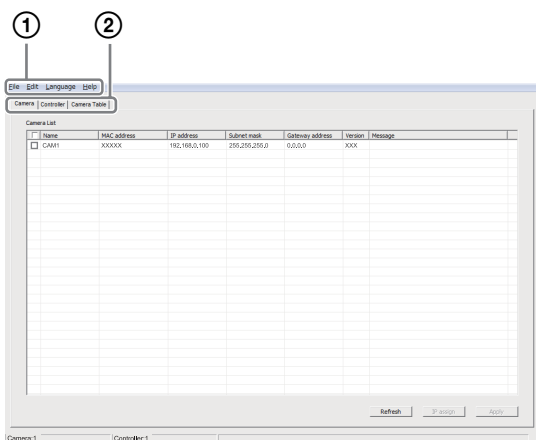 ① ②
File Edit Language Help
Camera Controller Camera Table
Camera List
Name MAC address IP address Subnet mask Gateway address Version Message
CAM1 XXXXX 192.168.0.100 255.255.255.0 0.0.0.0 XXX
Refresh IP assign Apply
Camera:1 Controller:1